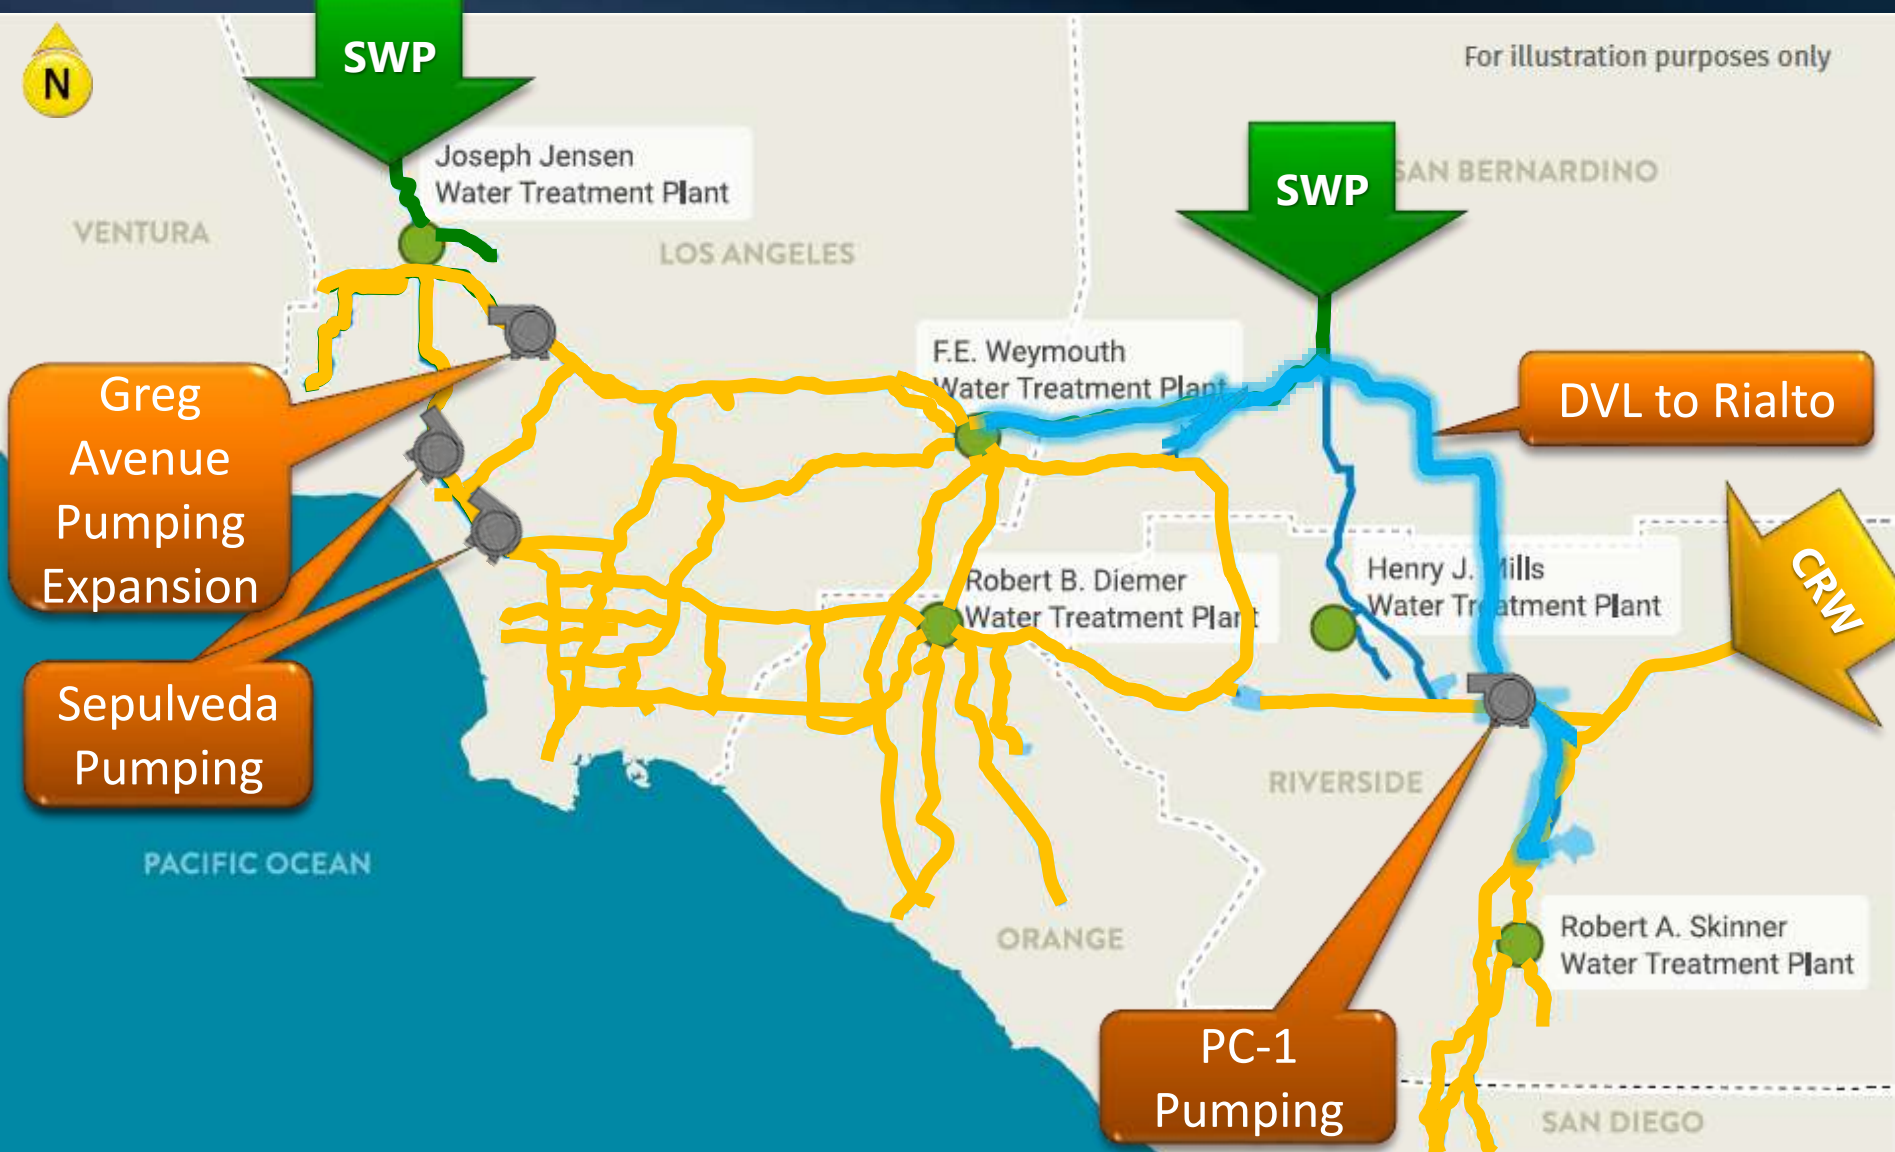 N
SWP
For illustration purposes only
Joseph Jensen
Water Treatment Plant
SWP
SAN BERNARDINO
VENTURA
LOS ANGELES
F.E. Weymouth
Water Treatment Plant
DVL to Rialto
Greg
Avenue
Pumping
Expansion
Robert B. Diemer
Water Treatment Plant
Henry J. Mills
Water Treatment Plant
CRW
Sepulveda
Pumping
RIVERSIDE
PACIFIC OCEAN
ORANGE
Robert A. Skinner
Water Treatment Plant
PC-1
Pumping
SAN DIEGO